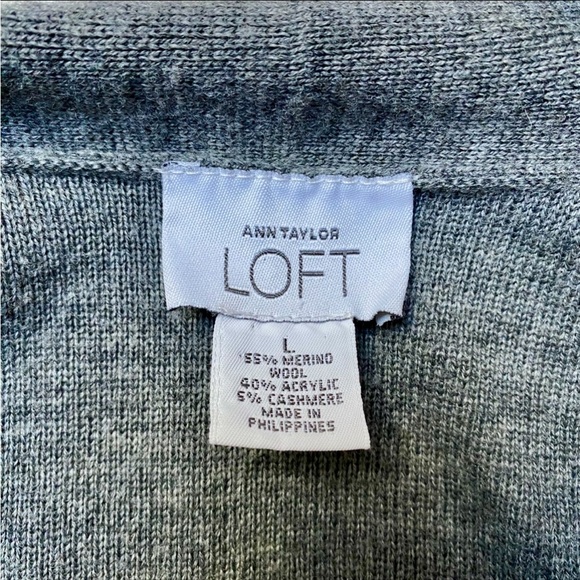 ANN TAYLOR
LOFT
L
55% MERINO
WOOL
40% ACRYLIC
5% CASHMERE
MADE IN
PHILIPPINES